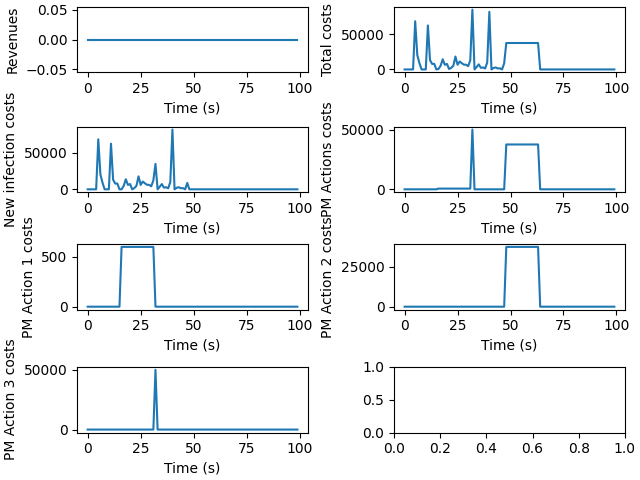 Revenues
0.05
0.00
−0.05
0 25 50 75 100
Time (s)
Total costs
50000
0
0 25 50 75 100
Time (s)
New infection costs
50000
0
0 25 50 75 100
Time (s)
PM Actions costs
50000
0
0 25 50 75 100
Time (s)
PM Action 1 costs
500
0
0 25 50 75 100
Time (s)
PM Action 2 costs
25000
0
0 25 50 75 100
Time (s)
PM Action 3 costs
50000
0
0 25 50 75 100
Time (s)
1.0
0.5
0.0
0.0 0.2 0.4 0.6 0.8 1.0